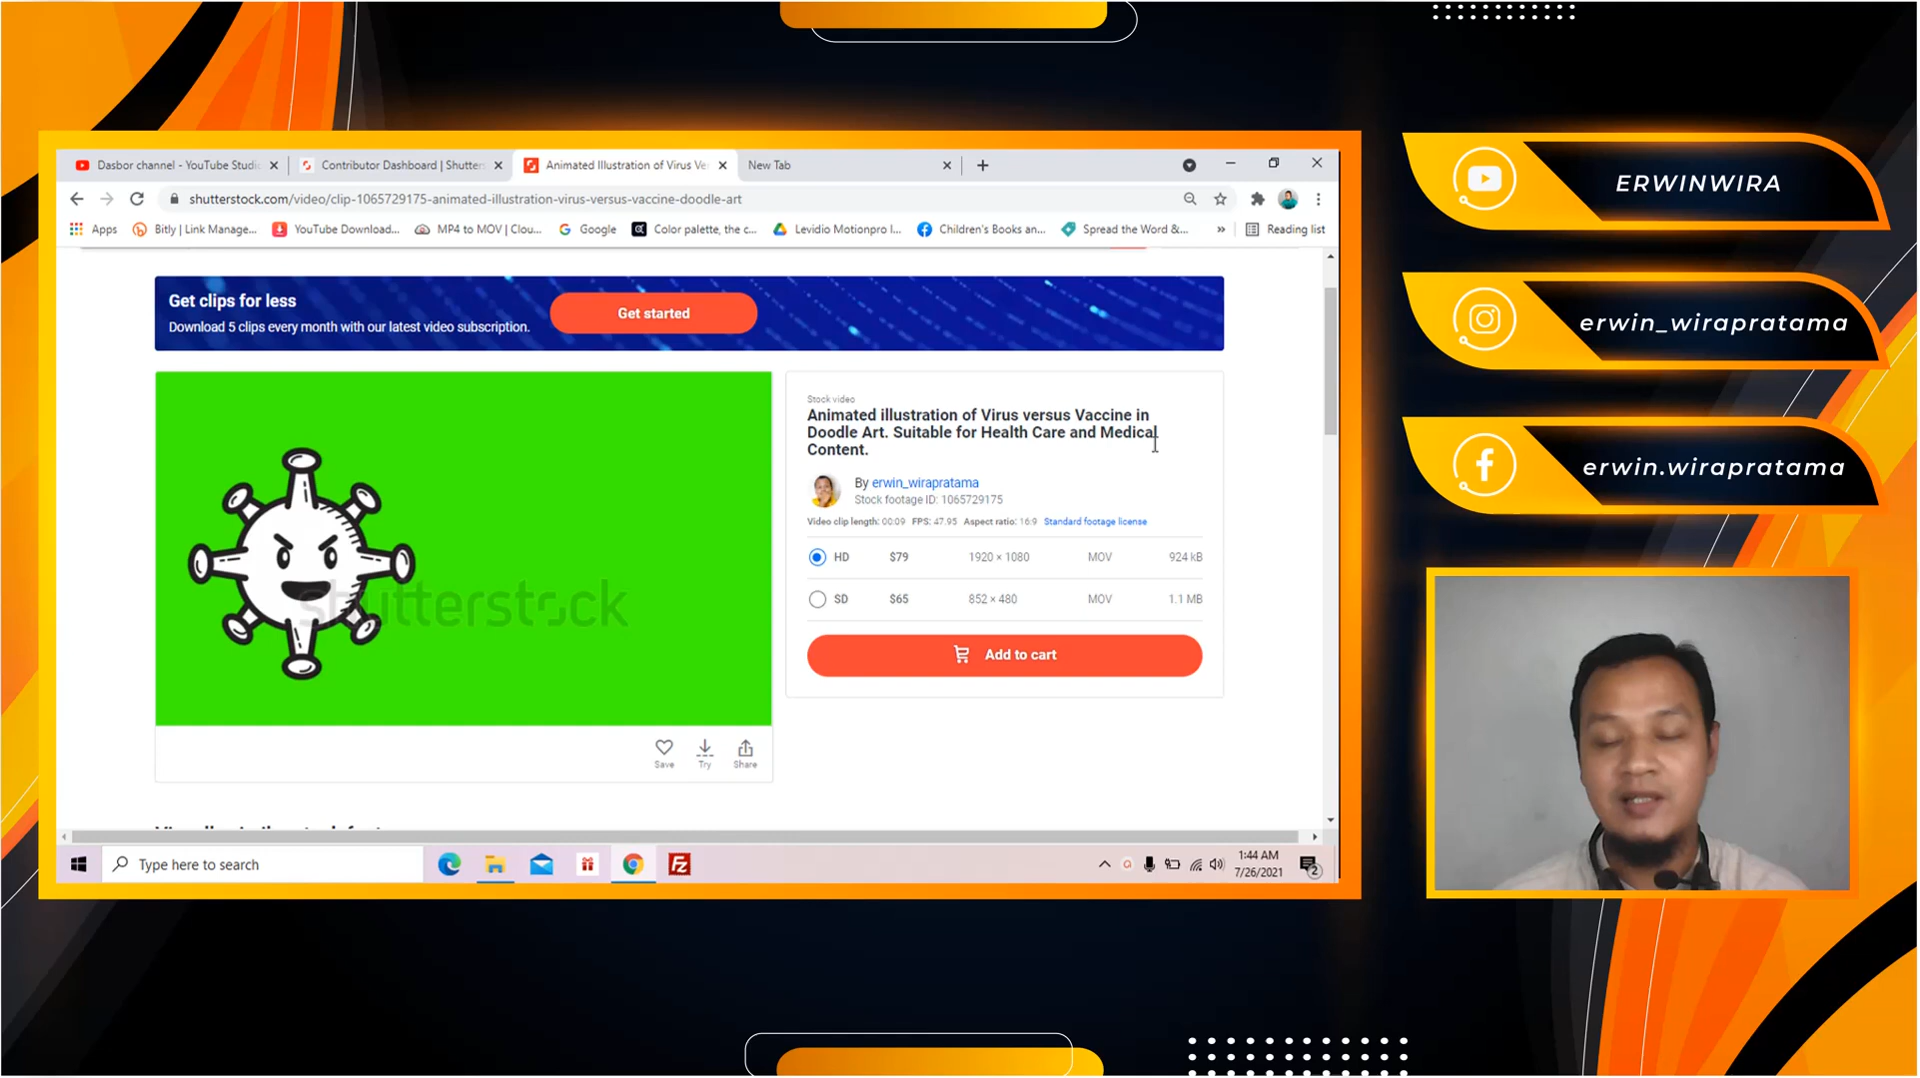 Dasbor channel - YouTube Studio
Contributor Dashboard | Shutter
Animated Illustration of Virus Ve
New Tab
shutterstock.com/video/clip-1065729175-animated-illustration-virus-versus-vaccine-doodle-art
Apps
Bitly | Link Manage...
YouTube Download...
MP4 to MOV | Clou...
Google
Color palette, the c...
Levidio Motionpro I...
Children's Books an...
Spread the Word &...
»
Reading list
Get clips for less
Download 5 clips every month with our latest video subscription.
Get started
shutterstock
Save
Try
Share
Stock video
Animated illustration of Virus versus Vaccine in
Doodle Art. Suitable for Health Care and Medical
Content.
By erwin_wirapratama
Stock footage ID: 1065729175
Video clip length: 00:09 FPS: 47.95 Aspect ratio: 16:9 Standard footage license
HD $79 1920 × 1080 MOV 924 kB
SD $65 852 × 480 MOV 1.1 MB
Add to cart
Type here to search
1:44 AM
7/26/2021
2
ERWINWIRA
erwin_wirapratama
erwin.wirapratama